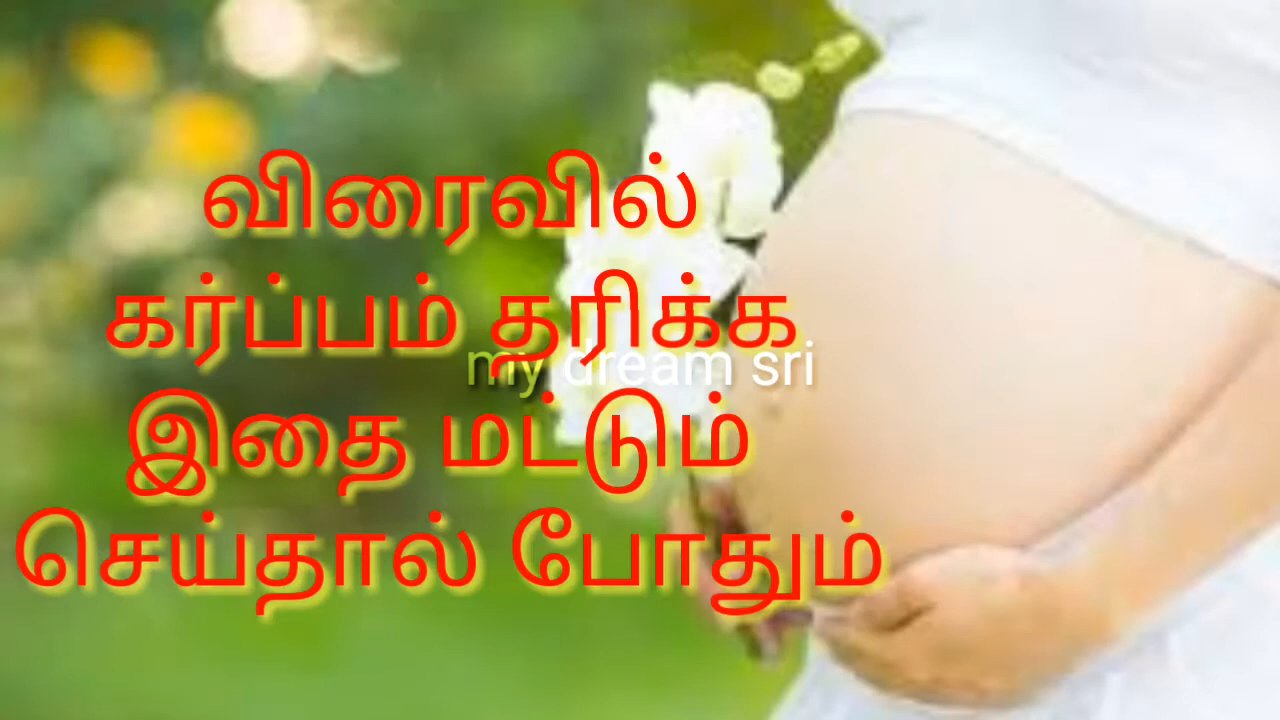 விரைவில்
கர்ப்பம் தரிக்க
my dream sri
இதை மட்டும்
செய்தால் போதும்